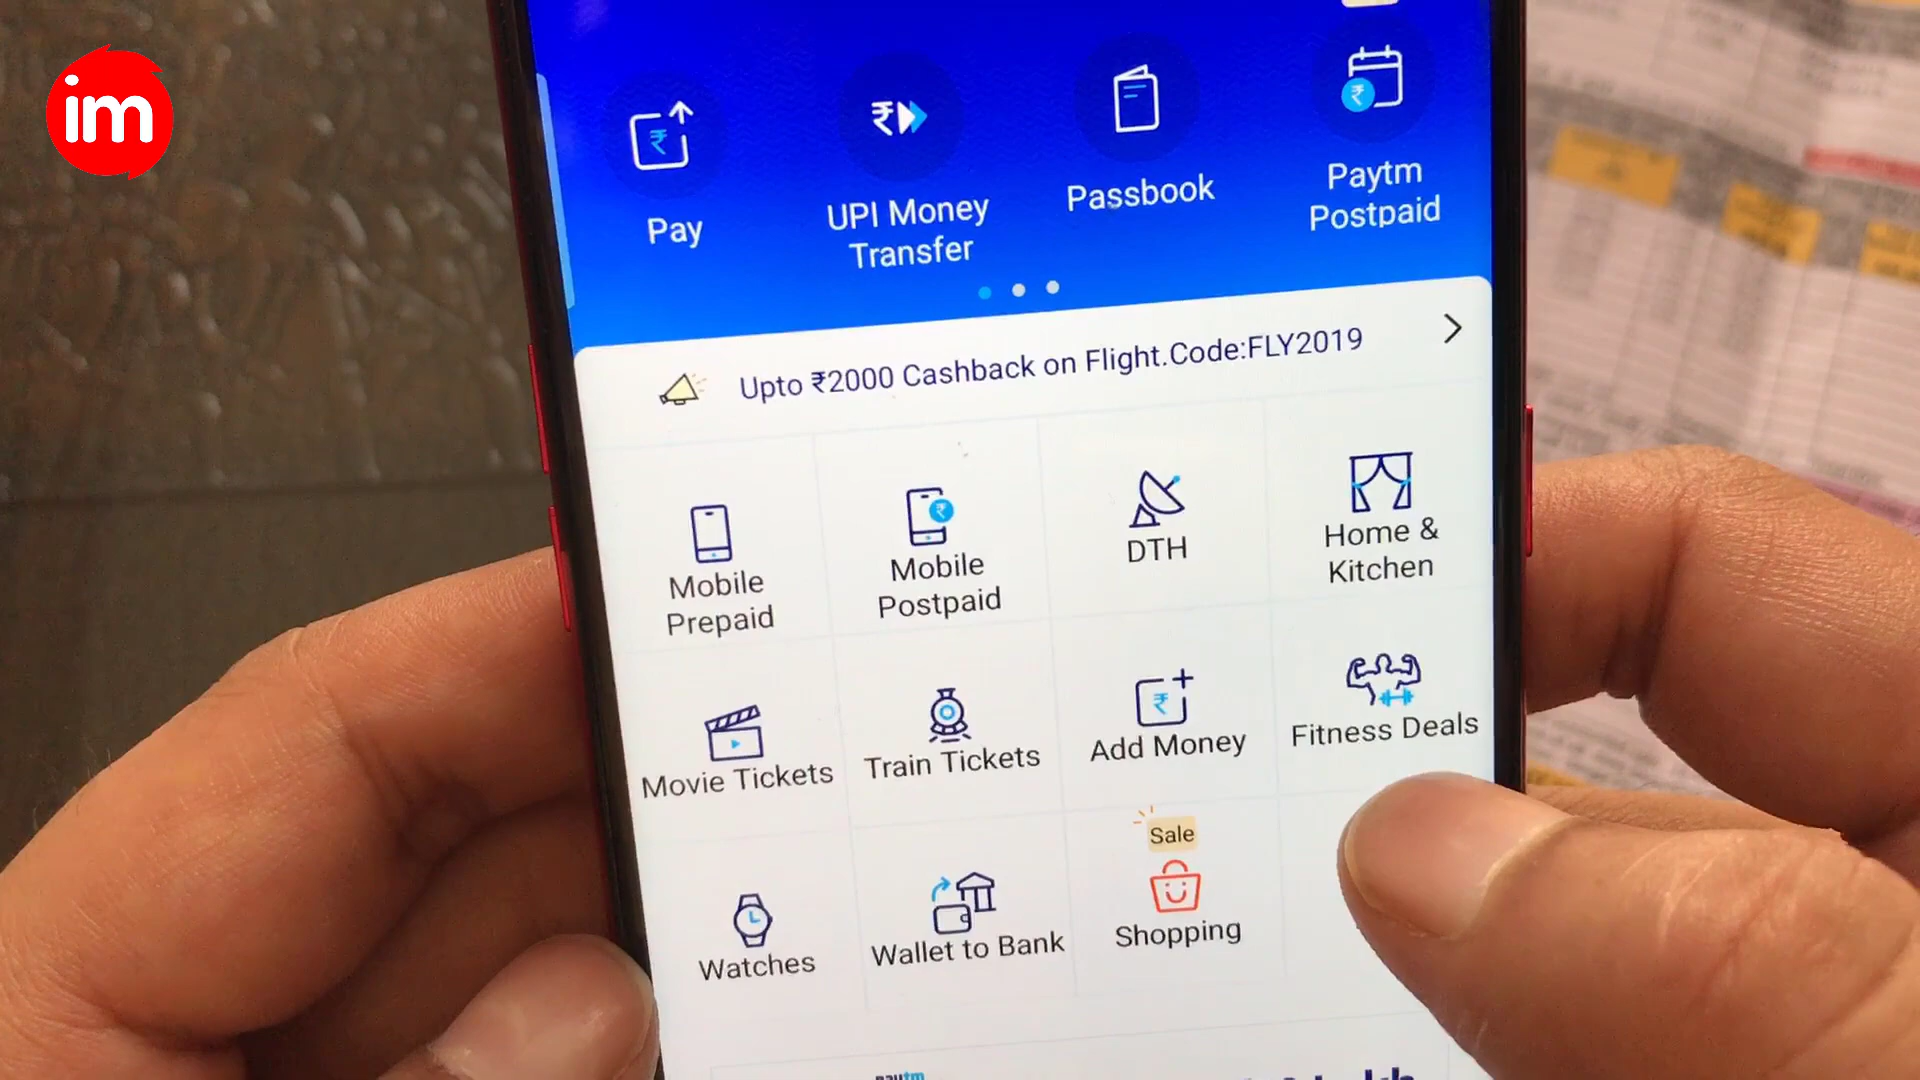 im
Pay
UPI Money
Transfer
Passbook
Paytm
Postpaid
Upto ₹2000 Cashback on Flight.Code:FLY2019
Mobile
Prepaid
Mobile
Postpaid
DTH
Home &
Kitchen
Movie Tickets
Train Tickets
Add Money
Fitness Deals
Watches
Wallet to Bank
Sale
Shopping
paytm